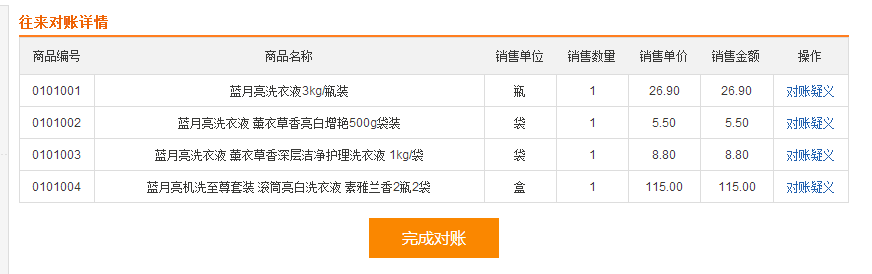 往来对账详情
商品编号 商品名称 销售单位 销售数量 销售单价 销售金额 操作
0101001 蓝月亮洗衣液3kg/瓶装 瓶 1 26.90 26.90 对账疑义
0101002 蓝月亮洗衣液 薰衣草香亮白增艳500g袋装 袋 1 5.50 5.50 对账疑义
0101003 蓝月亮洗衣液 薰衣草香深层洁净护理洗衣液 1kg/袋 袋 1 8.80 8.80 对账疑义
0101004 蓝月亮机洗至尊套装 滚筒亮白洗衣液 素雅兰香2瓶2袋 盒 1 115.00 115.00 对账疑义
完成对账